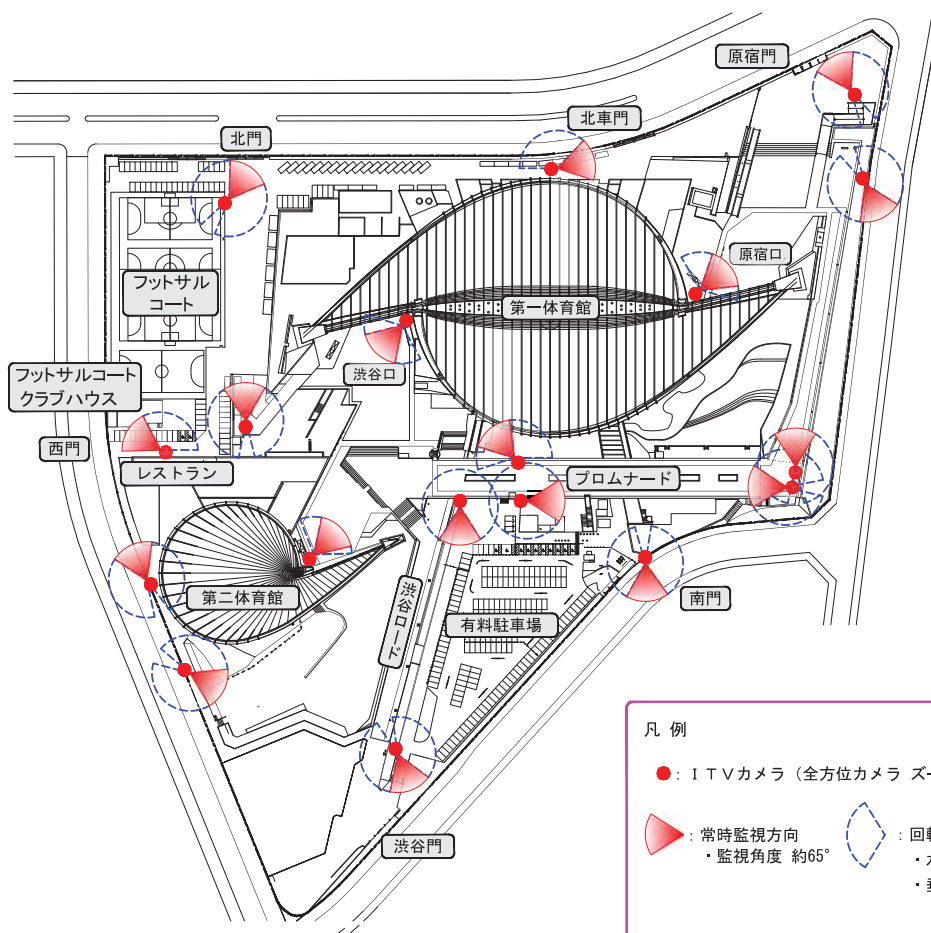 原宿門
北車門
北門
原宿口
フットサル
コート
第一体育館
渋谷口
フットサルコート
クラブハウス
西門
レストラン
プロムナード
第二体育館
渋谷ロード
有料駐車場
南門
渋谷門
凡 例
●：ＩＴＶカメラ（全方位カメラ ズー
：常時監視方向
・監視角度 約65°
：回転
・水
・垂